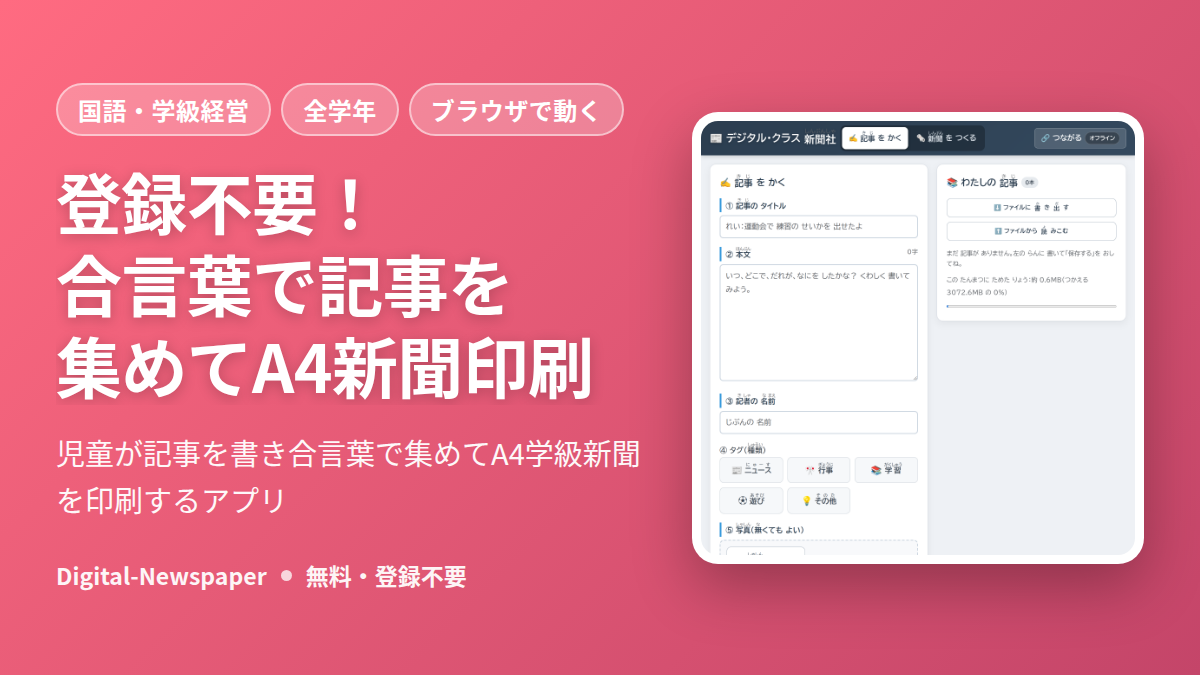 国語・学級経営
全学年
ブラウザで動く
登録不要！
合言葉で記事を
集めてA4新聞印刷
児童が記事を書き合言葉で集めてA4学級新聞
を印刷するアプリ
Digital-Newspaper
無料・登録不要
デジタル・クラス 新聞社
記事 を かく
新聞 を つくる
つながる オフライン
記事 を かく
① 記事の タイトル
れい：運動会で 練習の せいかを 出せたよ
② 本文
0字
いつ、どこで、だれが、なにを したかな？ くわしく 書いて
みよう。
③ 記者の 名前
じぶんの 名前
④ タグ（種類）
ニュース
行事
学習
遊び
その他
⑤ 写真（無くても よい）
わたしの 記事 0本
ファイルに 書き出す
ファイルから 読みこむ
まだ 記事が ありません。左の らんに 書いて「保存する」を おし
てね。
この たんまつに ためた りょう：約 0.6MB（つかえる
3072.6MB の 0%）